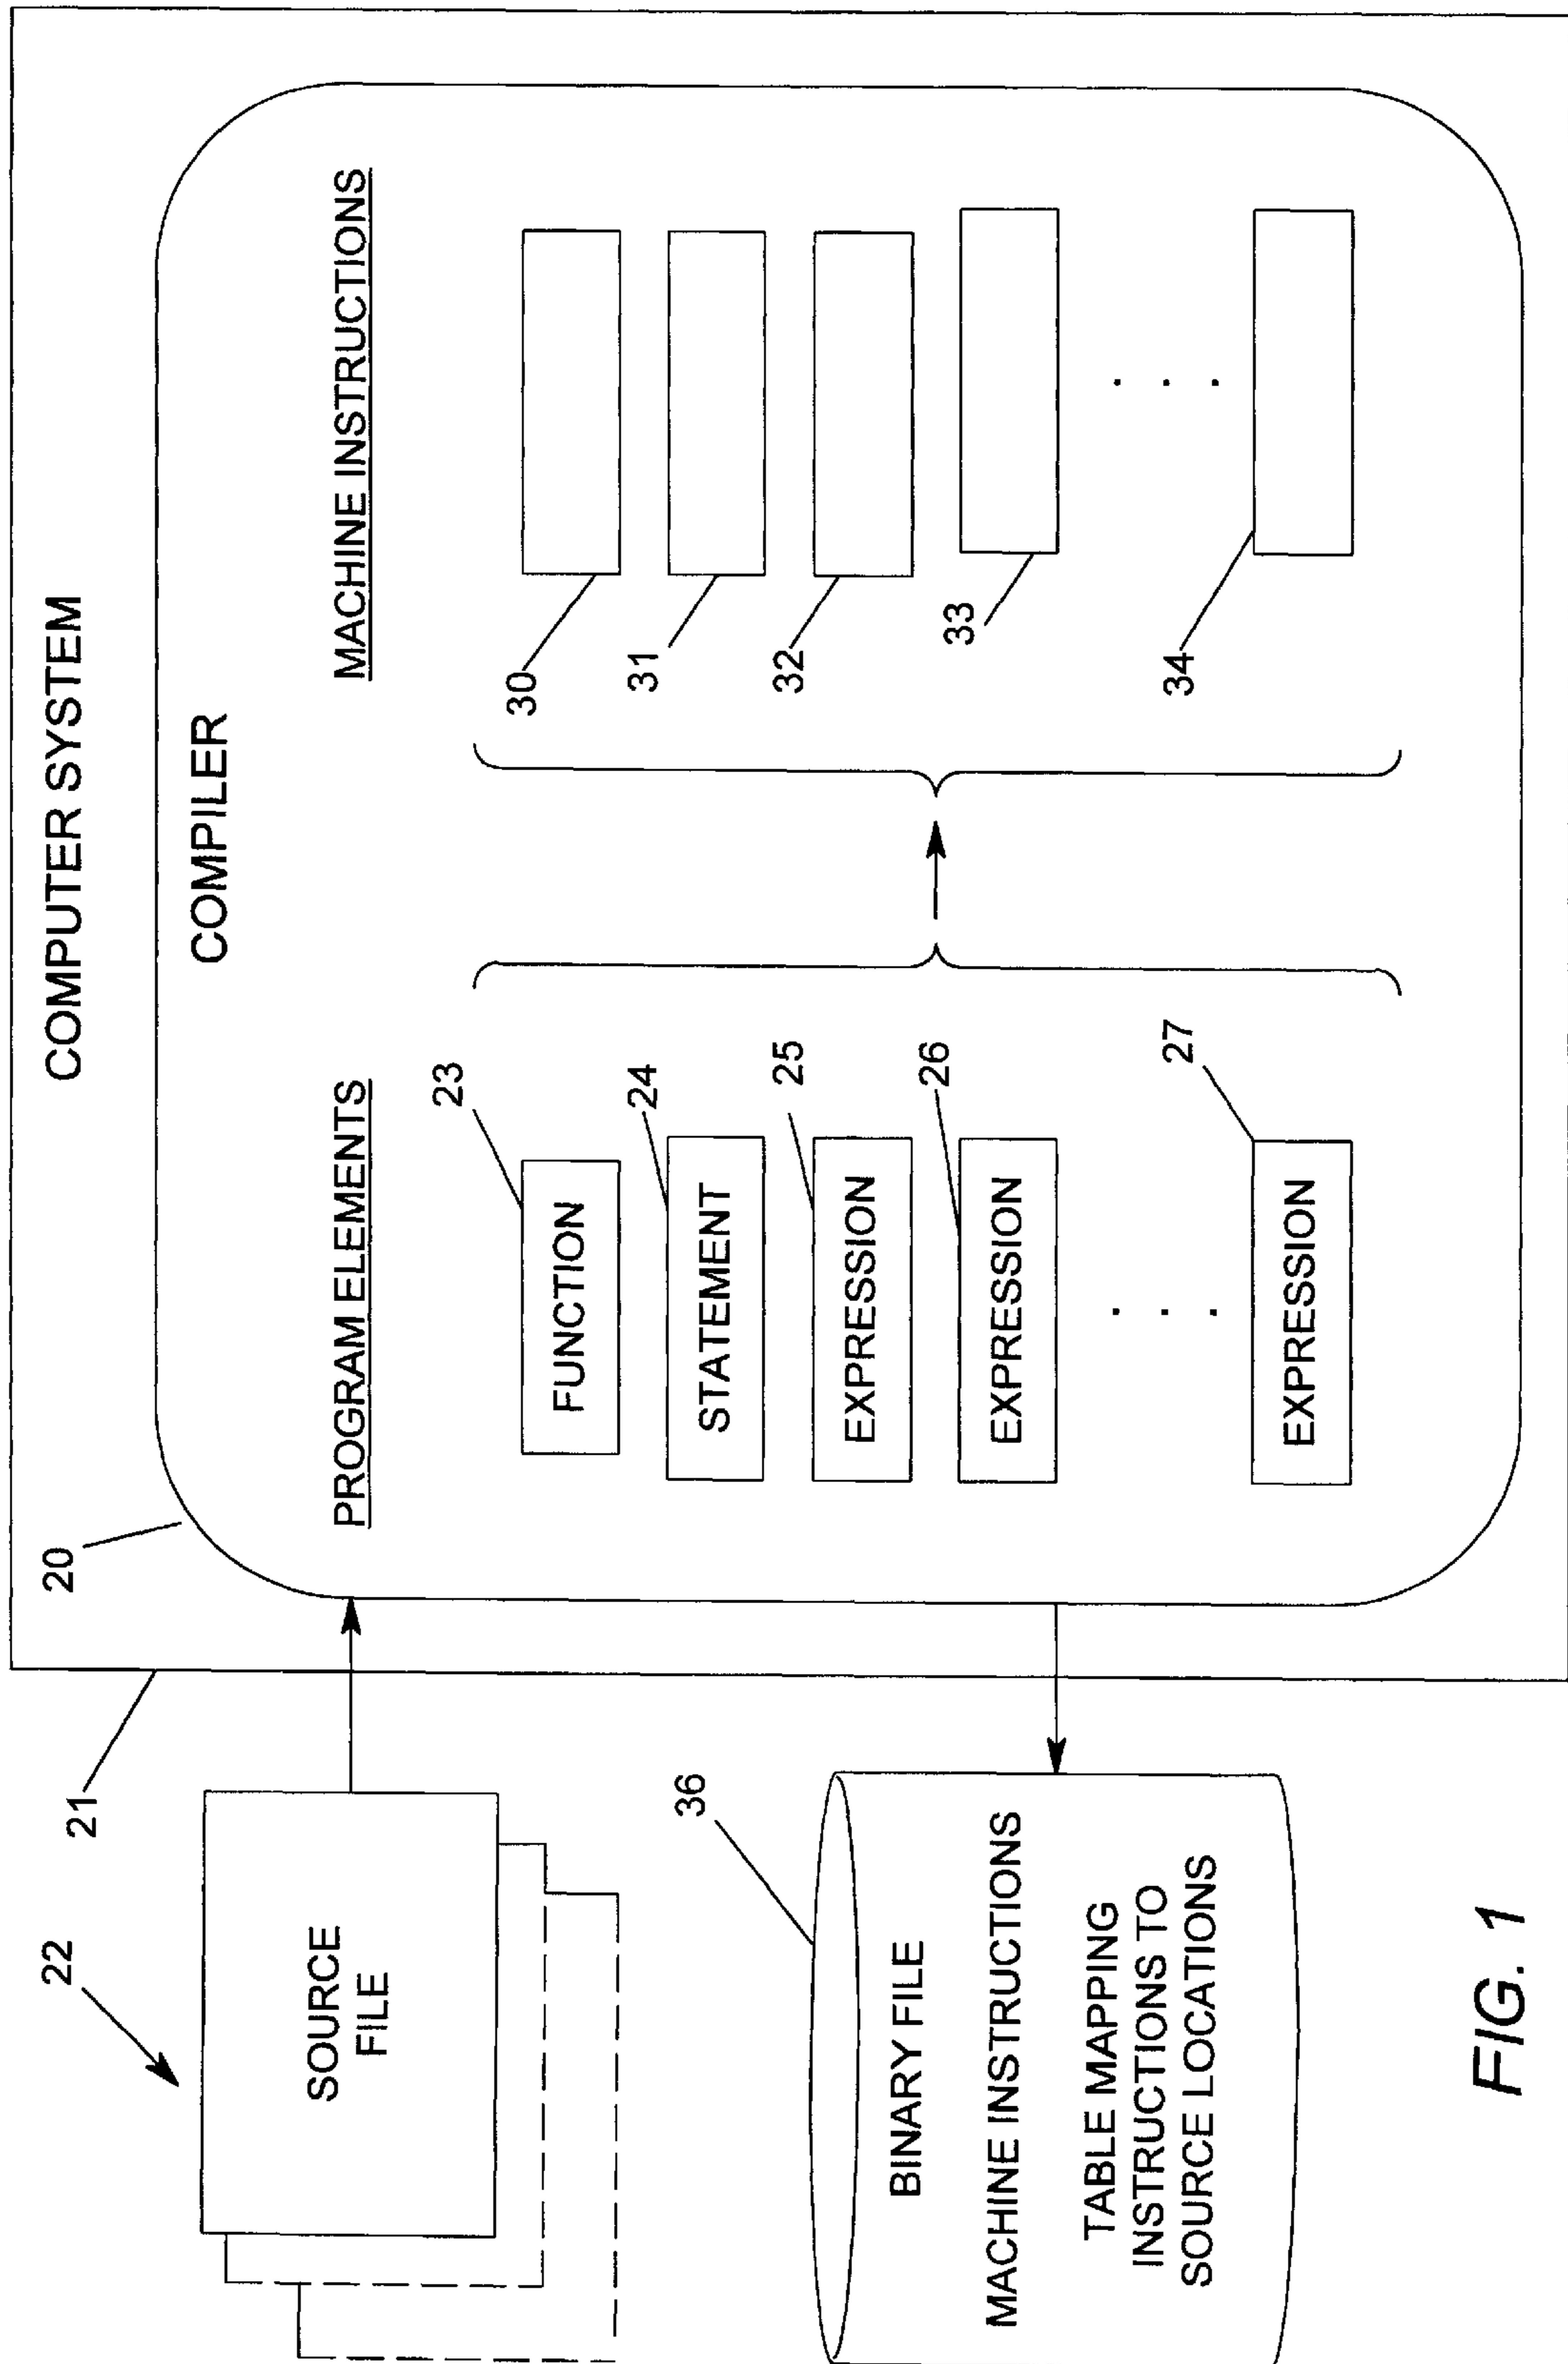 COMPUTER SYSTEM
21
20
COMPILER
22
SOURCE
FILE
PROGRAM ELEMENTS
MACHINE INSTRUCTIONS
FUNCTION
23
30
STATEMENT
24
31
EXPRESSION
25
32
EXPRESSION
26
33
. . .
. . .
EXPRESSION
27
34
36
BINARY FILE
MACHINE INSTRUCTIONS
TABLE MAPPING
INSTRUCTIONS TO
SOURCE LOCATIONS
FIG. 1